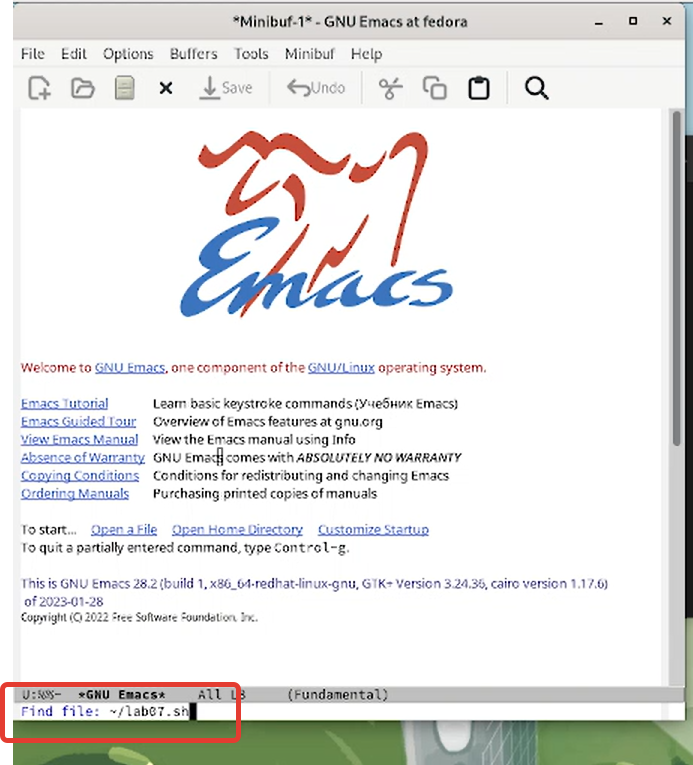 *Minibuf-1* - GNU Emacs at fedora
File Edit Options Buffers Tools Minibuf Help
Save Undo
Emacs
Welcome to GNU Emacs, one component of the GNU/Linux operating system.
Emacs Tutorial Learn basic keystroke commands (Учебник Emacs)
Emacs Guided Tour Overview of Emacs features at gnu.org
View Emacs Manual View the Emacs manual using Info
Absence of Warranty GNU Emacs comes with ABSOLUTELY NO WARRANTY
Copying Conditions Conditions for redistributing and changing Emacs
Ordering Manuals Purchasing printed copies of manuals
To start... Open a File Open Home Directory Customize Startup
To quit a partially entered command, type Control-g.
This is GNU Emacs 28.2 (build 1, x86_64-redhat-linux-gnu, GTK+ Version 3.24.36, cairo version 1.17.6)
of 2023-01-28
Copyright (C) 2022 Free Software Foundation, Inc.
U:%%- *GNU Emacs* All L8 (Fundamental)
Find file: ~/lab07.sh